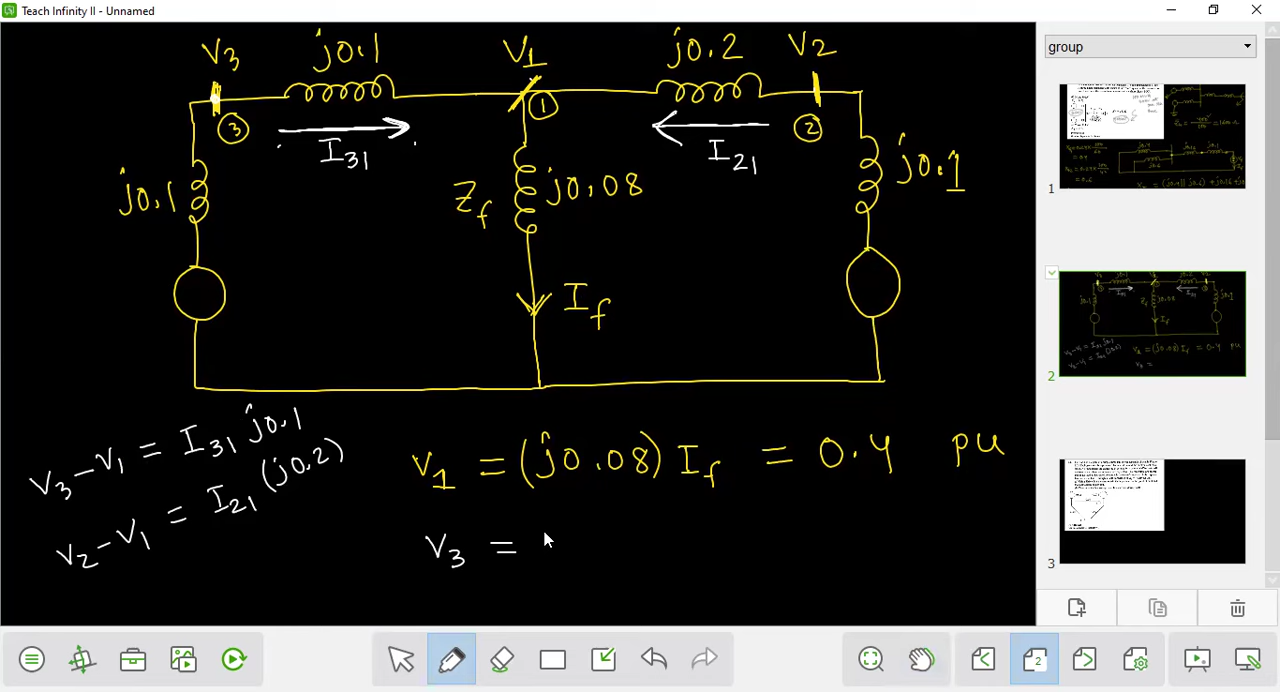 Teach Infinity II - Unnamed
group
V3 j0.1 V1 j0.2 V2
③ ① ②
I31 I21
j0.1 Zf j0.08 j0.1
If
V3 - V1 = I31 j0.1
V2 - V1 = I21 (j0.2)
V1 = (j0.08) If = 0.4 pu
V3 =
1
2
3
2